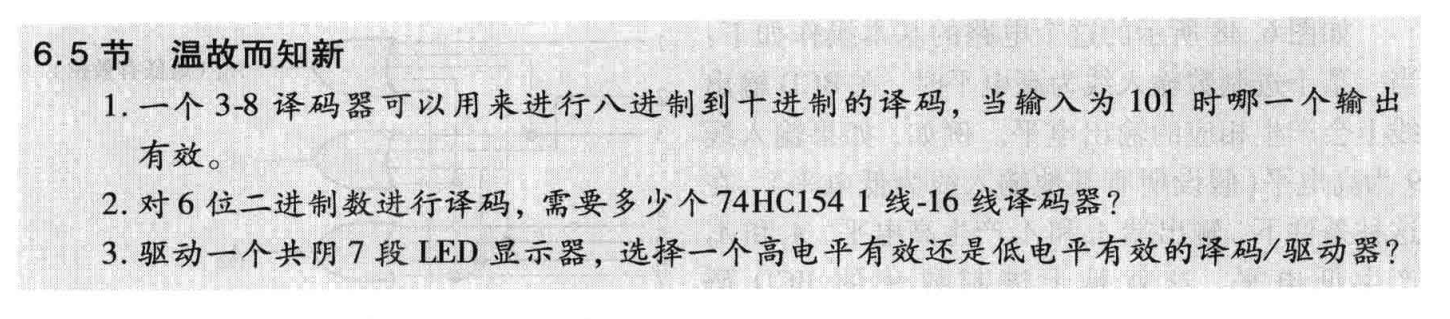 6.5 节 温故而知新
1. 一个 3-8 译码器可以用来进行八进制到十进制的译码，当输入为 101 时哪一个输出
有效。
2. 对 6 位二进制数进行译码，需要多少个 74HC154 1 线-16 线译码器？
3. 驱动一个共阴 7 段 LED 显示器，选择一个高电平有效还是低电平有效的译码/驱动器？